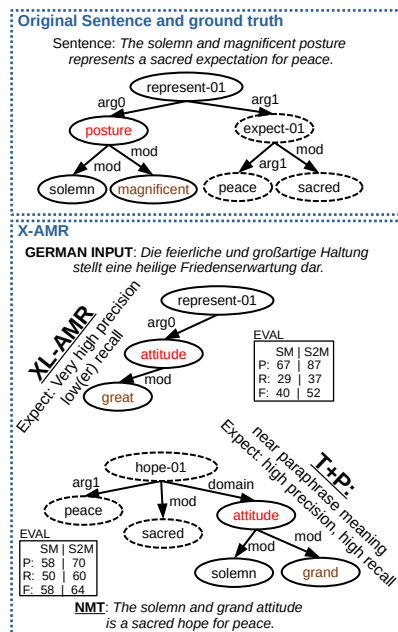 Original Sentence and ground truth
Sentence: The solemn and magnificent posture
represents a sacred expectation for peace.
represent-01
arg0
arg1
posture
expect-01
mod
mod
arg1
mod
solemn
magnificent
peace
sacred
X-AMR
GERMAN INPUT: Die feierliche und großartige Haltung
stellt eine heilige Friedenserwartung dar.
XL-AMR
Expect: Very high precision
low(er) recall
represent-01
arg0
attitude
mod
great
EVAL
SM | S2M
P: 67 | 87
R: 29 | 37
F: 40 | 52
T+P:
near paraphrase meaning
Expect: high precision, high recall
hope-01
arg1
mod
domain
peace
sacred
attitude
mod
mod
solemn
grand
EVAL
SM | S2M
P: 58 | 70
R: 50 | 60
F: 58 | 64
NMT: The solemn and grand attitude
is a sacred hope for peace.